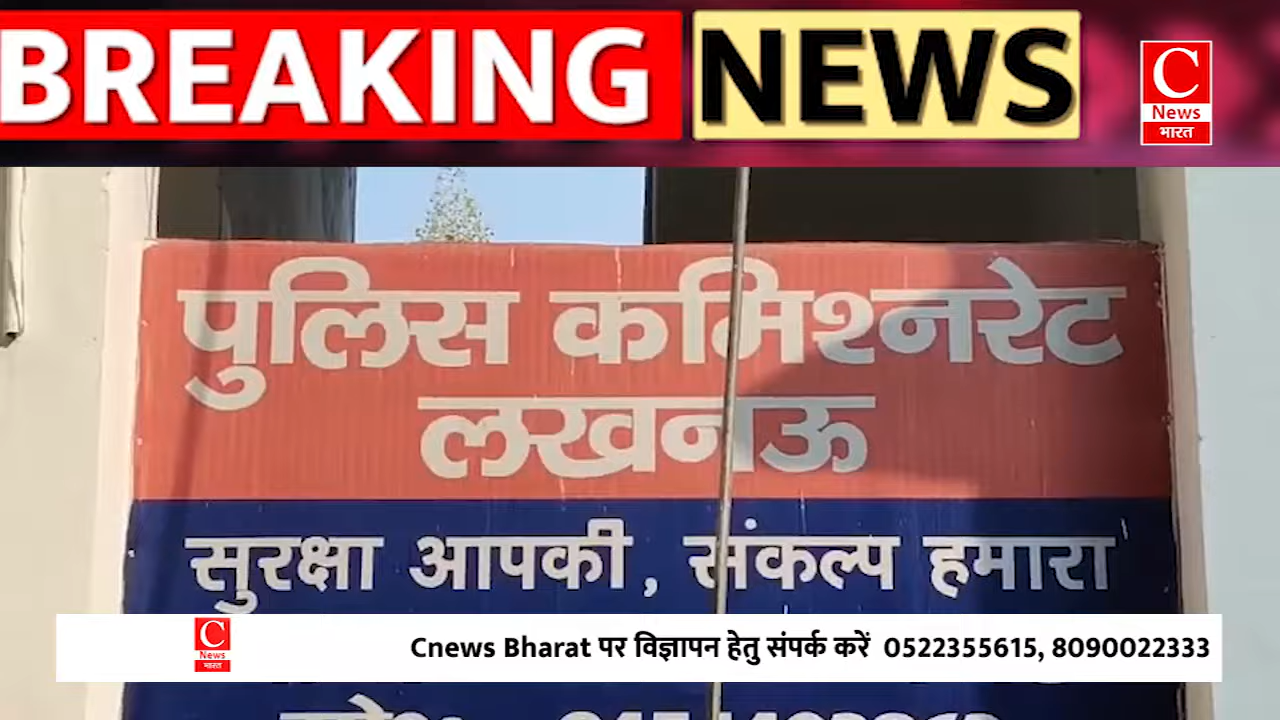 BREAKING NEWS
C
News
भारत
पुलिस कमिश्नरेट
लखनऊ
सुरक्षा आपकी, संकल्प हमारा
C
News
भारत
Cnews Bharat पर विज्ञापन हेतु संपर्क करें 0522355615, 8090022333